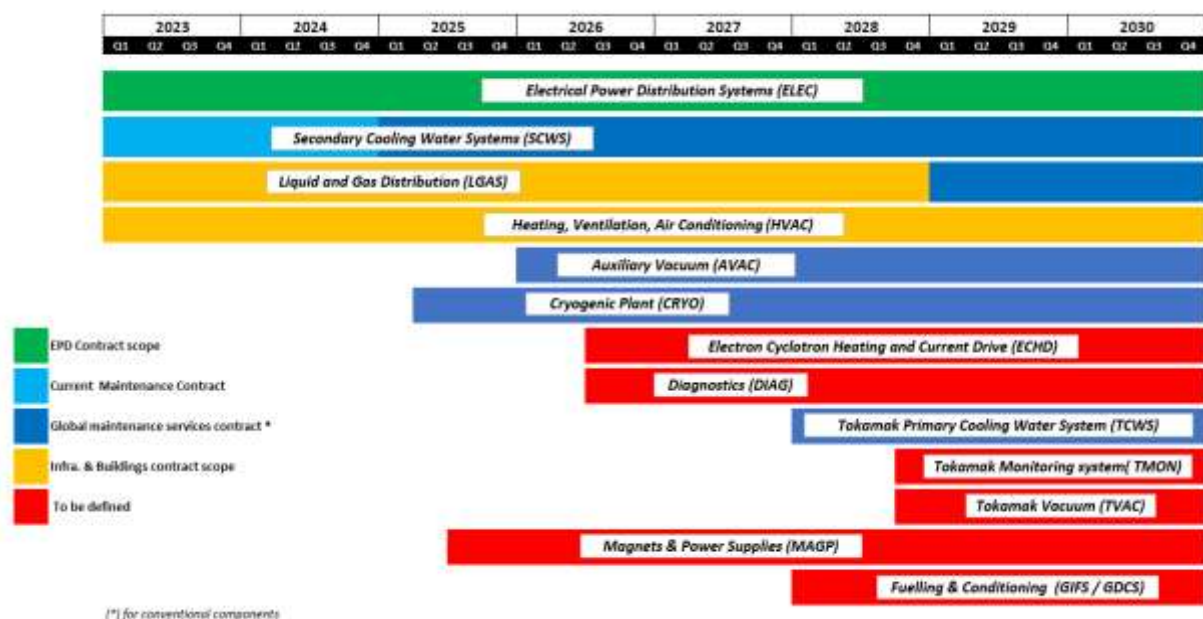 2023 2024 2025 2026 2027 2028 2029 2030
Q1 Q2 Q3 Q4 Q1 Q2 Q3 Q4 Q1 Q2 Q3 Q4 Q1 Q2 Q3 Q4 Q1 Q2 Q3 Q4 Q1 Q2 Q3 Q4 Q1 Q2 Q3 Q4 Q1 Q2 Q3 Q4
Electrical Power Distribution Systems (ELEC)
Secondary Cooling Water Systems (SCWS)
Liquid and Gas Distribution (LGAS)
Heating, Ventilation, Air Conditioning (HVAC)
Auxiliary Vacuum (AVAC)
Cryogenic Plant (CRYO)
EPD Contract scope
Electron Cyclotron Heating and Current Drive (ECHD)
Current Maintenance Contract
Diagnostics (DIAG)
Global maintenance services contract *
Tokamak Primary Cooling Water System (TCWS)
Infra. & Buildings contract scope
Tokamak Monitoring system( TMON)
To be defined
Tokamak Vacuum (TVAC)
Magnets & Power Supplies (MAGP)
Fuelling & Conditioning (GIFS / GDCS)
(*) for conventional components